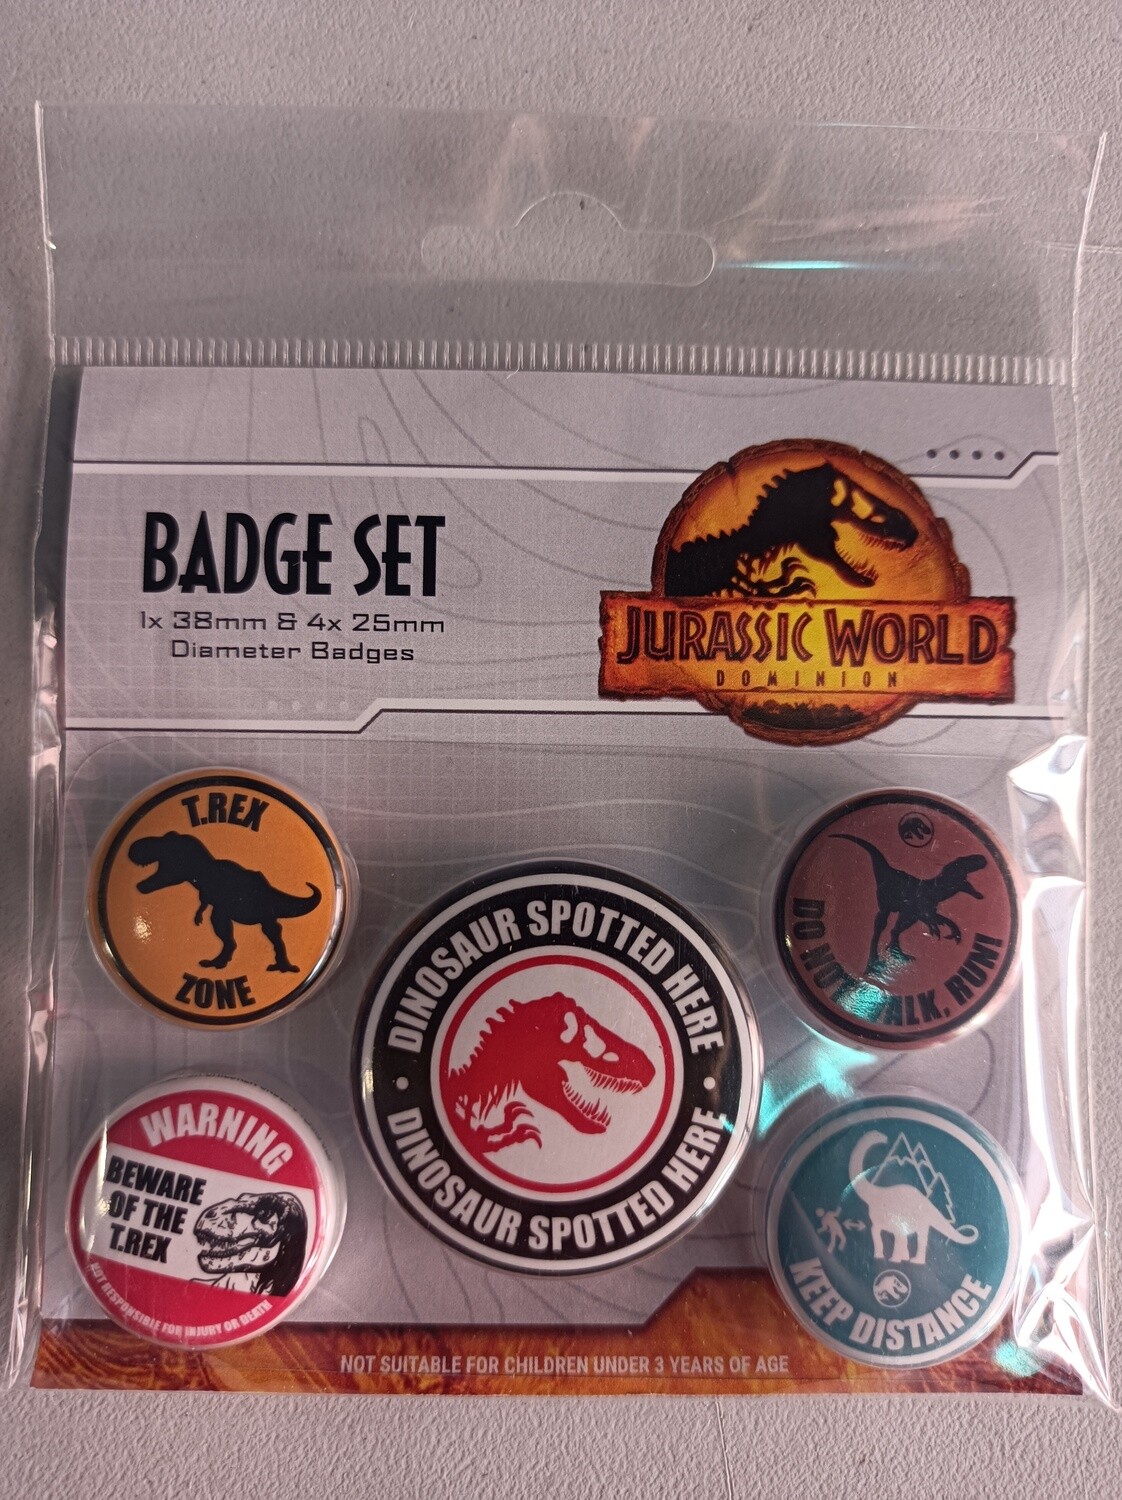 BADGE SET
1x 38mm & 4x 25mm
Diameter Badges
JURASSIC WORLD
DOMINION
T.REX
ZONE
DO NOT WALK, RUN!
DINOSAUR SPOTTED HERE
DINOSAUR SPOTTED HERE
WARNING
BEWARE
OF THE
T.REX
NOT RESPONSIBLE FOR INJURY OR DEATH
KEEP DISTANCE
NOT SUITABLE FOR CHILDREN UNDER 3 YEARS OF AGE